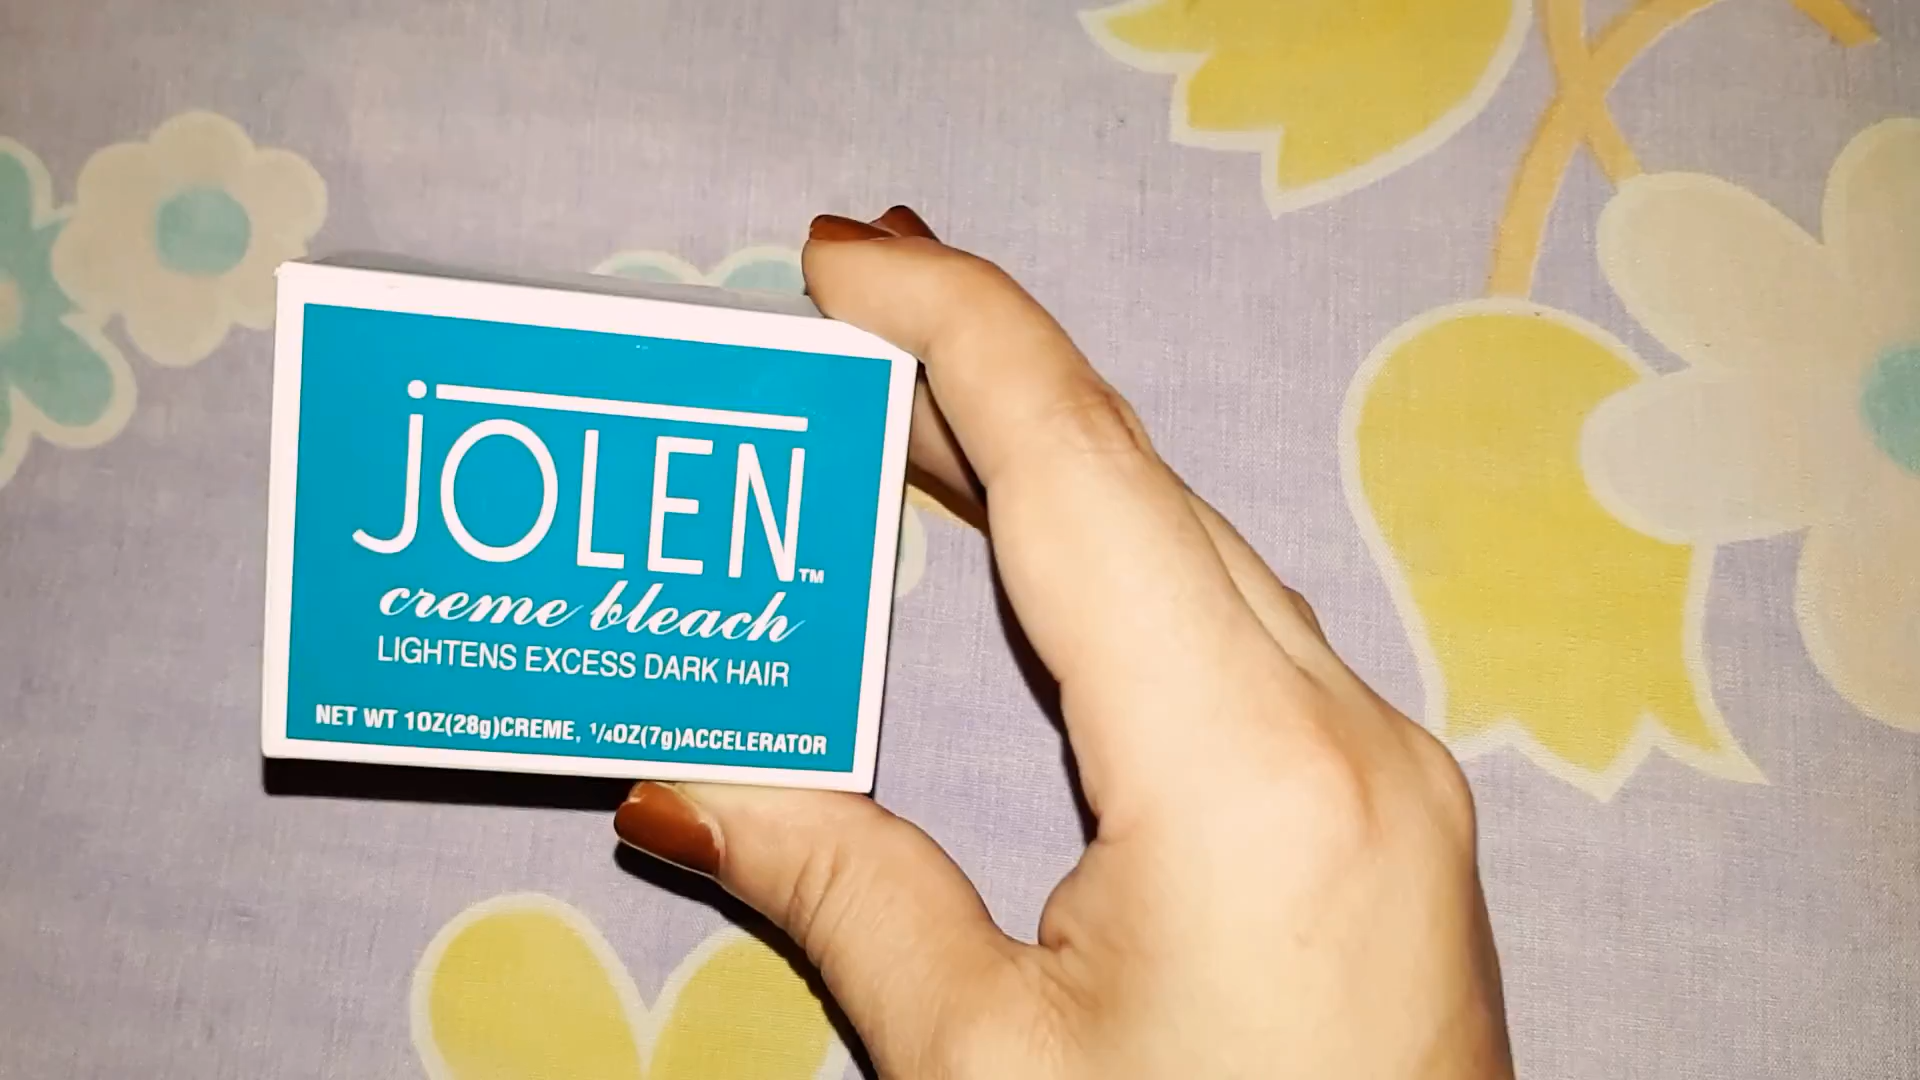 jOLEN™
creme bleach
LIGHTENS EXCESS DARK HAIR
NET WT 1OZ(28g)CREME, ¼OZ(7g)ACCELERATOR